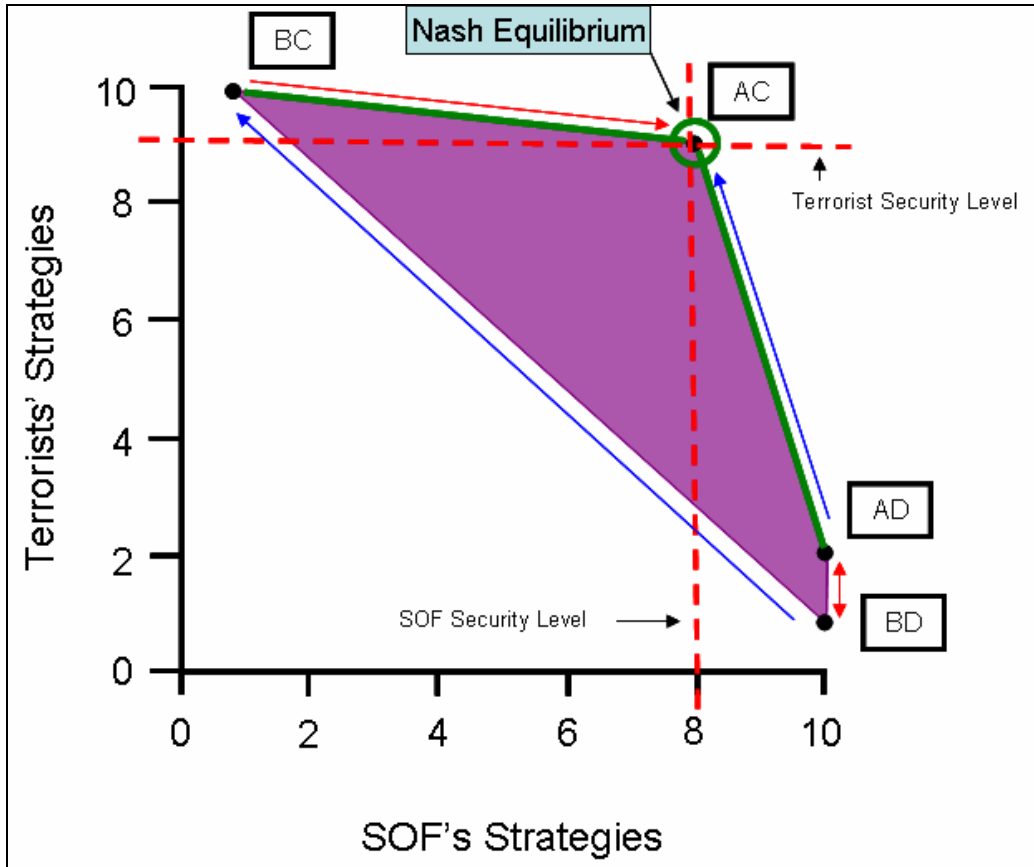 Nash Equilibrium
BC
AC
10
8
6
4
2
0
Terrorists' Strategies
Terrorist Security Level
AD
SOF Security Level
BD
0 2 4 6 8 10
SOF's Strategies